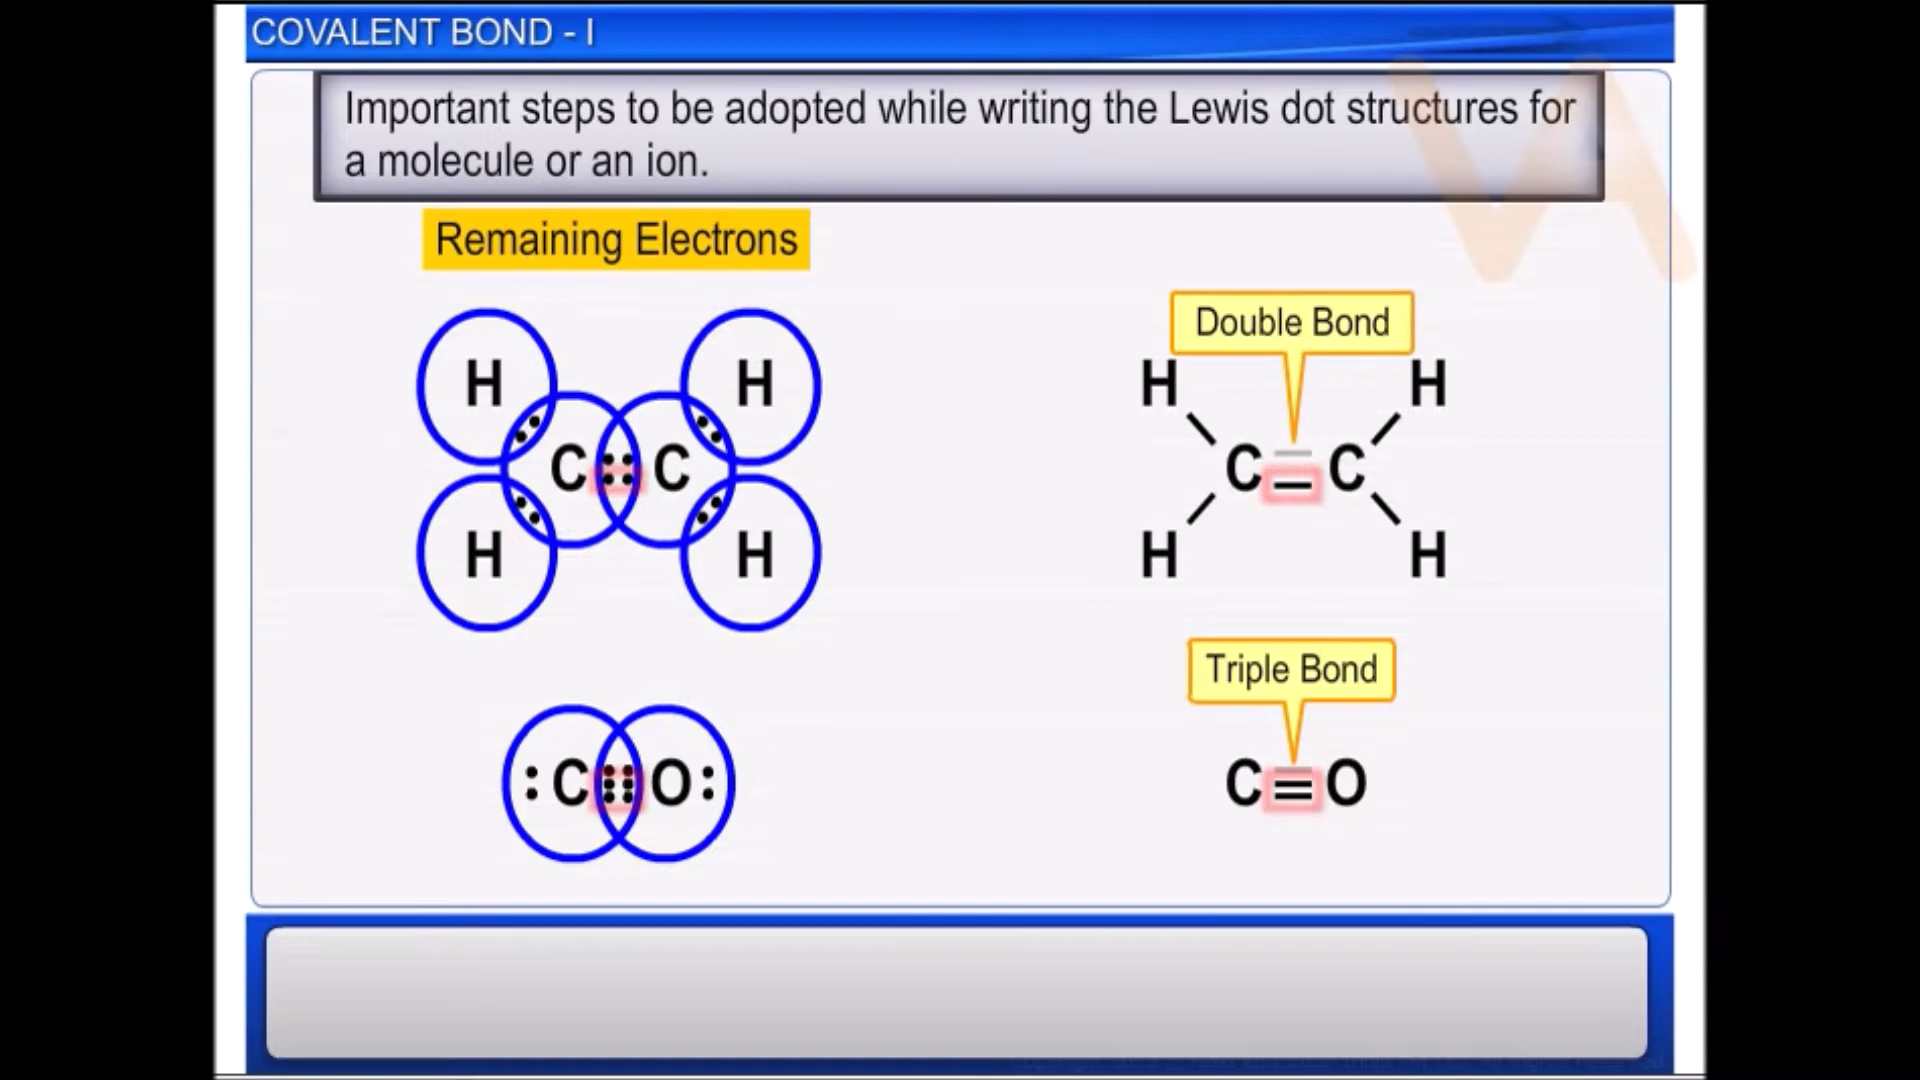 COVALENT BOND - I
Important steps to be adopted while writing the Lewis dot structures for
a molecule or an ion.
Remaining Electrons
Double Bond
H H H H
C :: C C = C
H H H H
Triple Bond
: C ⫶⫶ O : C ≡ O